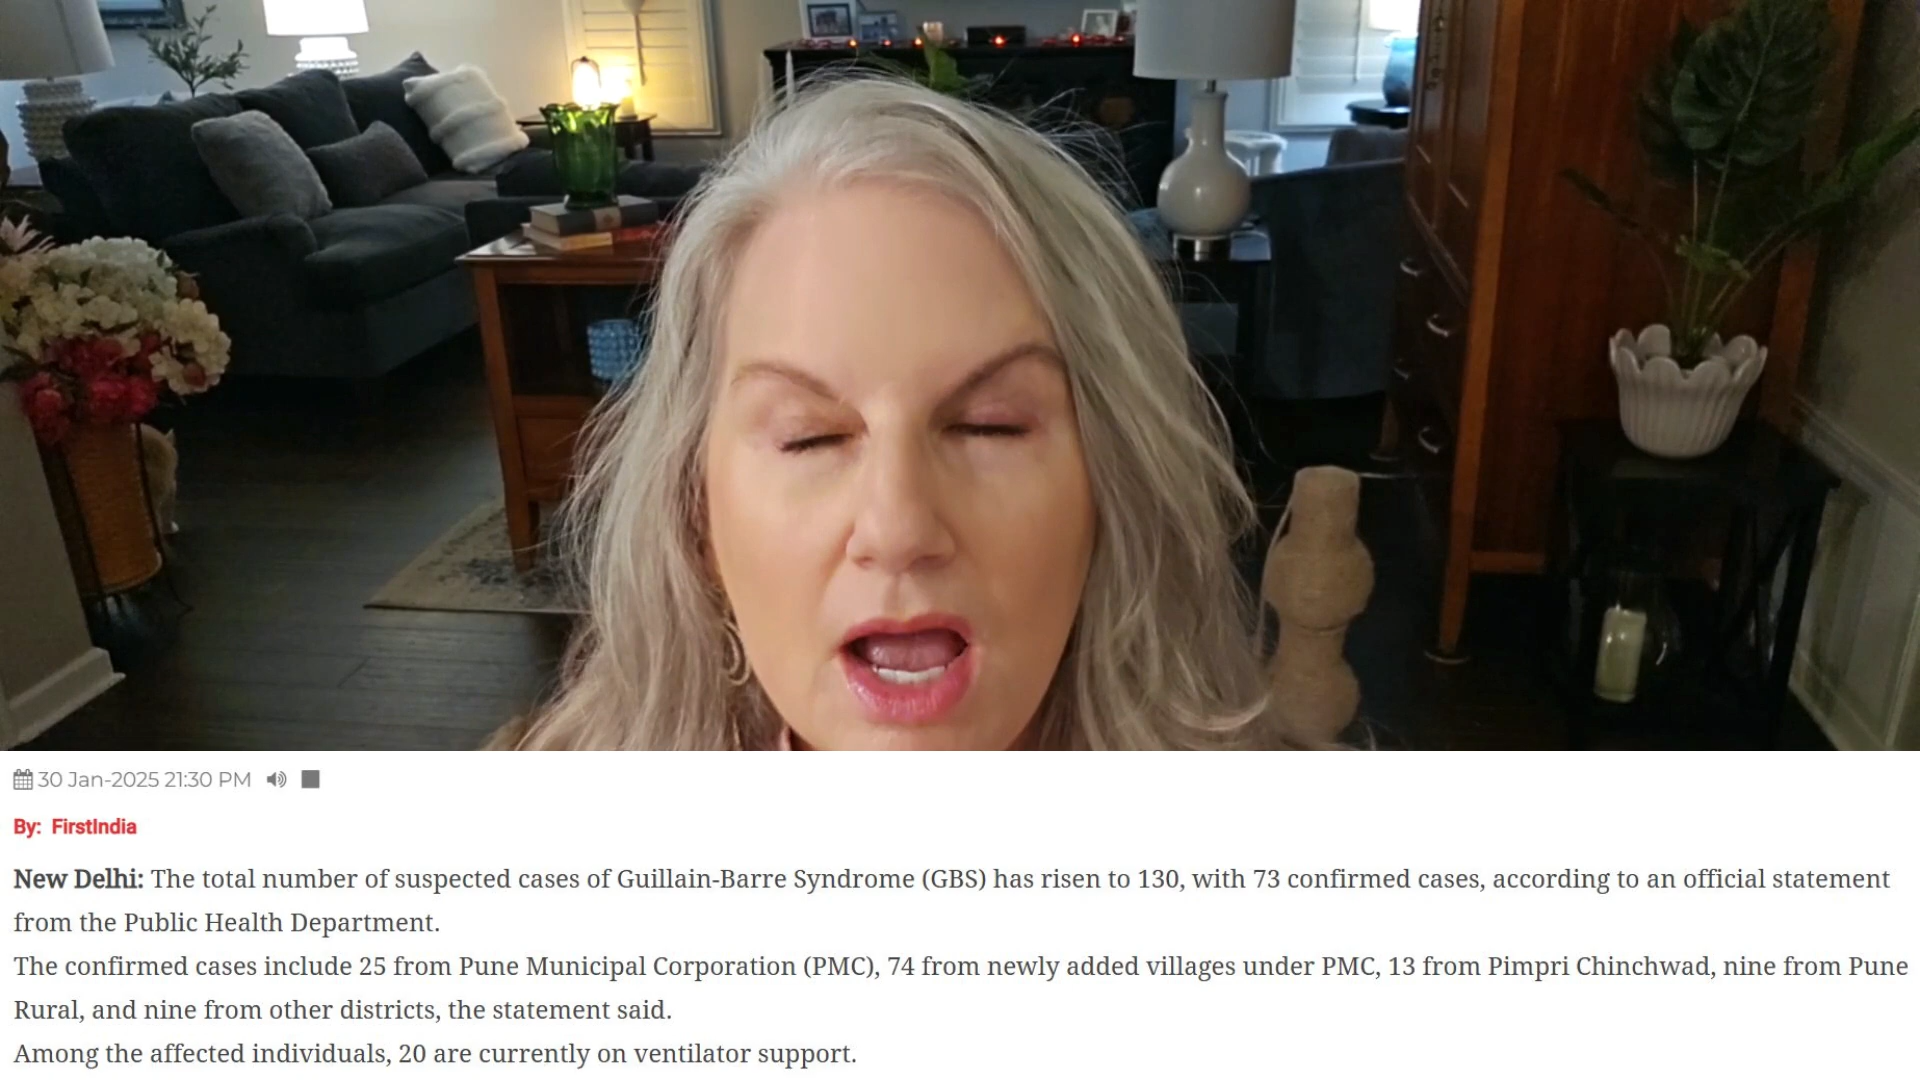 30 Jan-2025 21:30 PM
By: FirstIndia
New Delhi: The total number of suspected cases of Guillain-Barre Syndrome (GBS) has risen to 130, with 73 confirmed cases, according to an official statement
from the Public Health Department.
The confirmed cases include 25 from Pune Municipal Corporation (PMC), 74 from newly added villages under PMC, 13 from Pimpri Chinchwad, nine from Pune
Rural, and nine from other districts, the statement said.
Among the affected individuals, 20 are currently on ventilator support.